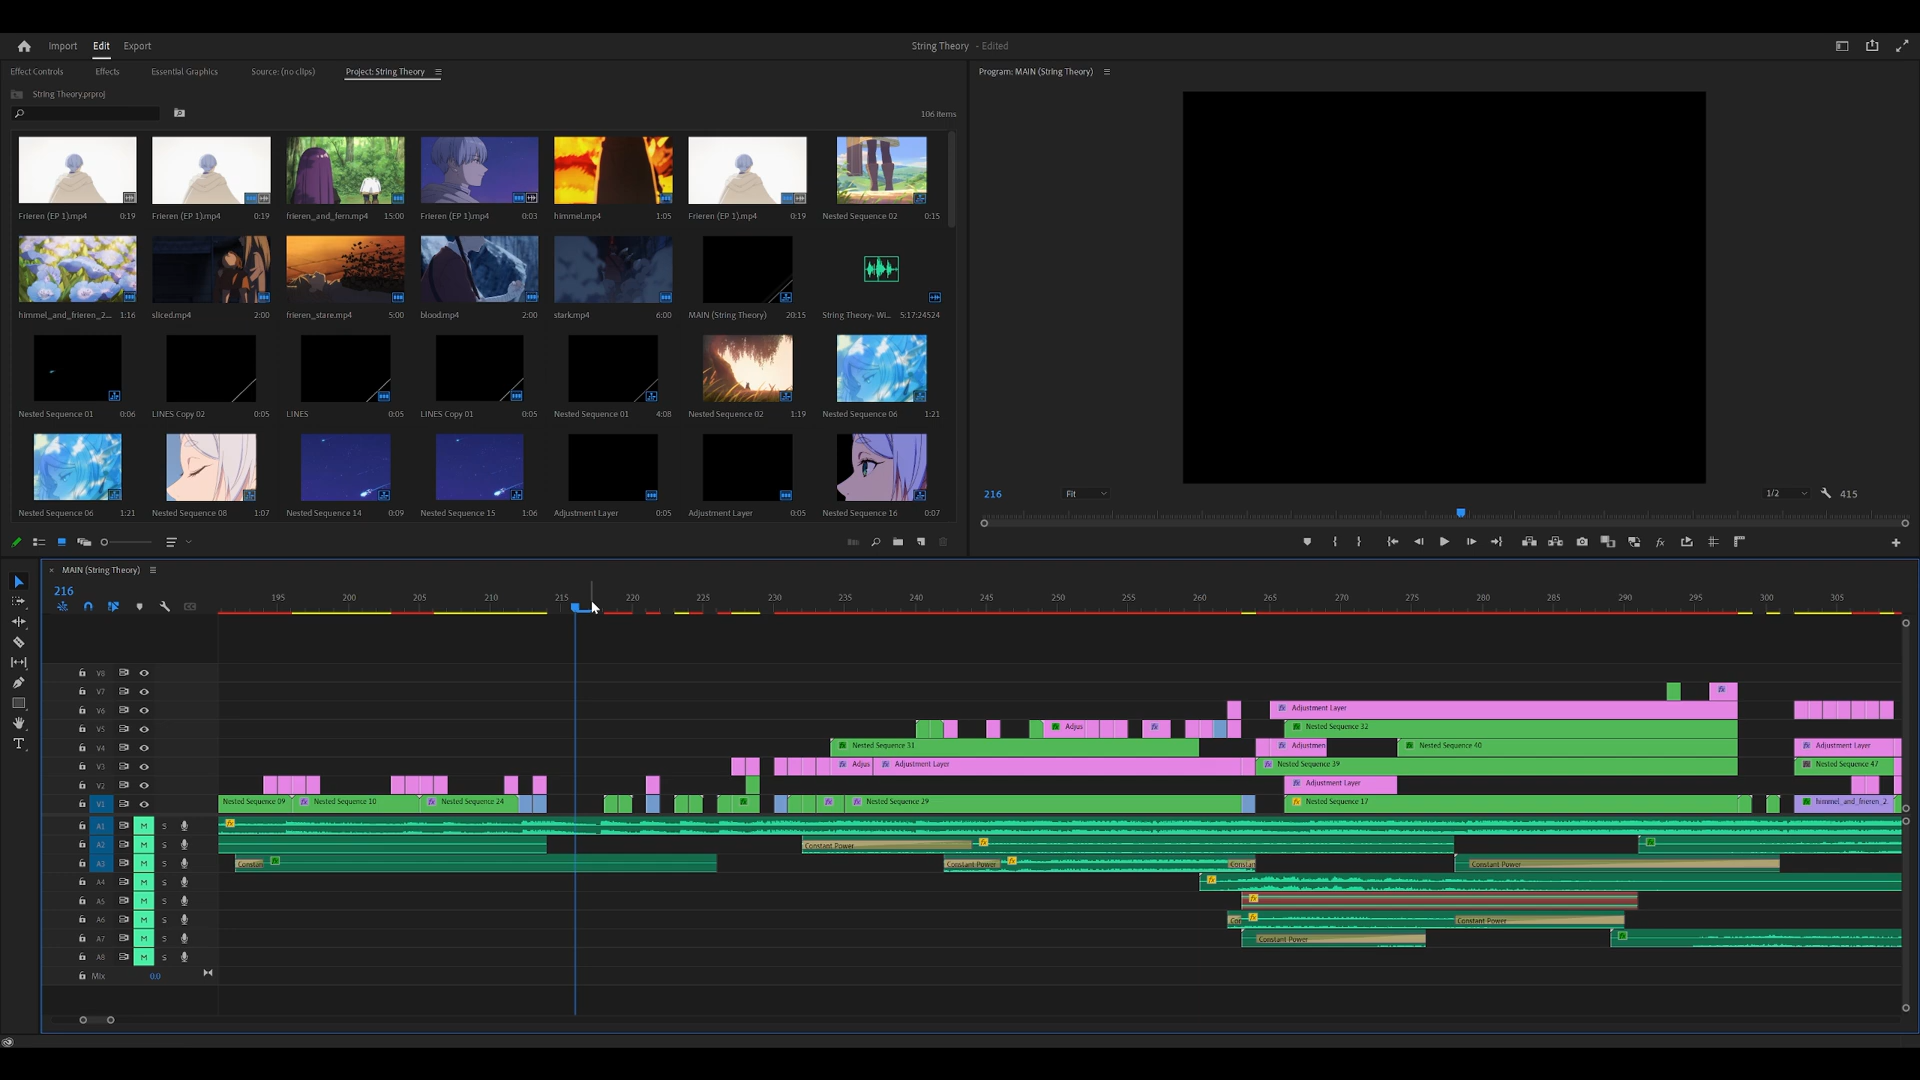 Import Edit Export
String Theory - Edited
Effect Controls Effects Essential Graphics Source: (no clips) Project: String Theory
Program: MAIN (String Theory)
String Theory.prproj
106 items
Frieren (EP 1).mp4 0:19 Frieren (EP 1).mp4 0:19 frieren_and_fern.mp4 15:00 Frieren (EP 1).mp4 0:03 himmel.mp4 1:05 Frieren (EP 1).mp4 0:19 Nested Sequence 02 0:15
himmel_and_frieren_2... 1:16 sliced.mp4 2:00 frieren_stare.mp4 5:00 blood.mp4 2:00 stark.mp4 6:00 MAIN (String Theory) 20:15 String Theory- Wi... 5:17:24524
Nested Sequence 01 0:06 LINES Copy 02 0:05 LINES 0:05 LINES Copy 01 0:05 Nested Sequence 01 4:08 Nested Sequence 02 1:19 Nested Sequence 06 1:21
Nested Sequence 06 1:21 Nested Sequence 08 1:07 Nested Sequence 14 0:09 Nested Sequence 15 1:06 Adjustment Layer 0:05 Adjustment Layer 0:05 Nested Sequence 16 0:07
216 Fit 1/2 415
× MAIN (String Theory)
216
195 200 205 210 215 220 225 230 235 240 245 250 255 260 265 270 275 280 285 290 295 300 305
V8
V7
V6 Adjustment Layer
V5 Adjus Nested Sequence 32
V4 Nested Sequence 31 Adjustmen Nested Sequence 40 Adjustment Layer
V3 Adjus Adjustment Layer Nested Sequence 39 Nested Sequence 47
V2 Adjustment Layer
V1 Nested Sequence 09 Nested Sequence 10 Nested Sequence 24 Nested Sequence 29 Nested Sequence 17 himmel_and_frieren_2.
A1 M S
A2 M S Constant Power
A3 M S Constan Constant Power Constan Constant Power
A4 M S
A5 M S
A6 M S Con Constant Power
A7 M S Constant Power
A8 M S
Mix 0.0